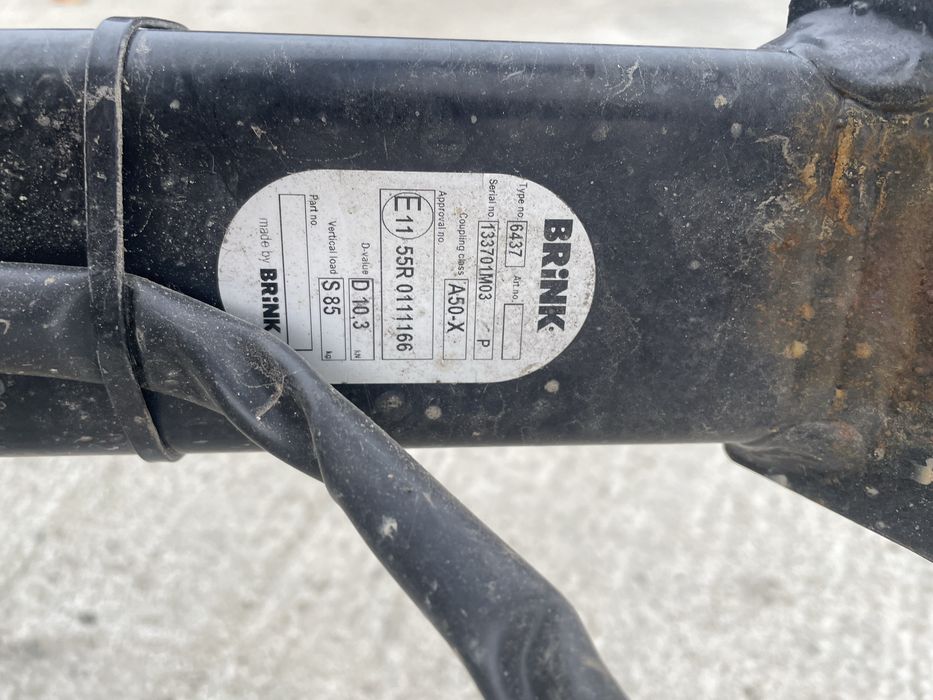 BRiNK
Type no. 6437 Art.no.
Serial no. 133701M03 P
Coupling class A50-X
Approval no.
E11 55R 0111166
D-value D 10,3 kN
Vertical load S 85 kg
Part no.
made by BRiNK